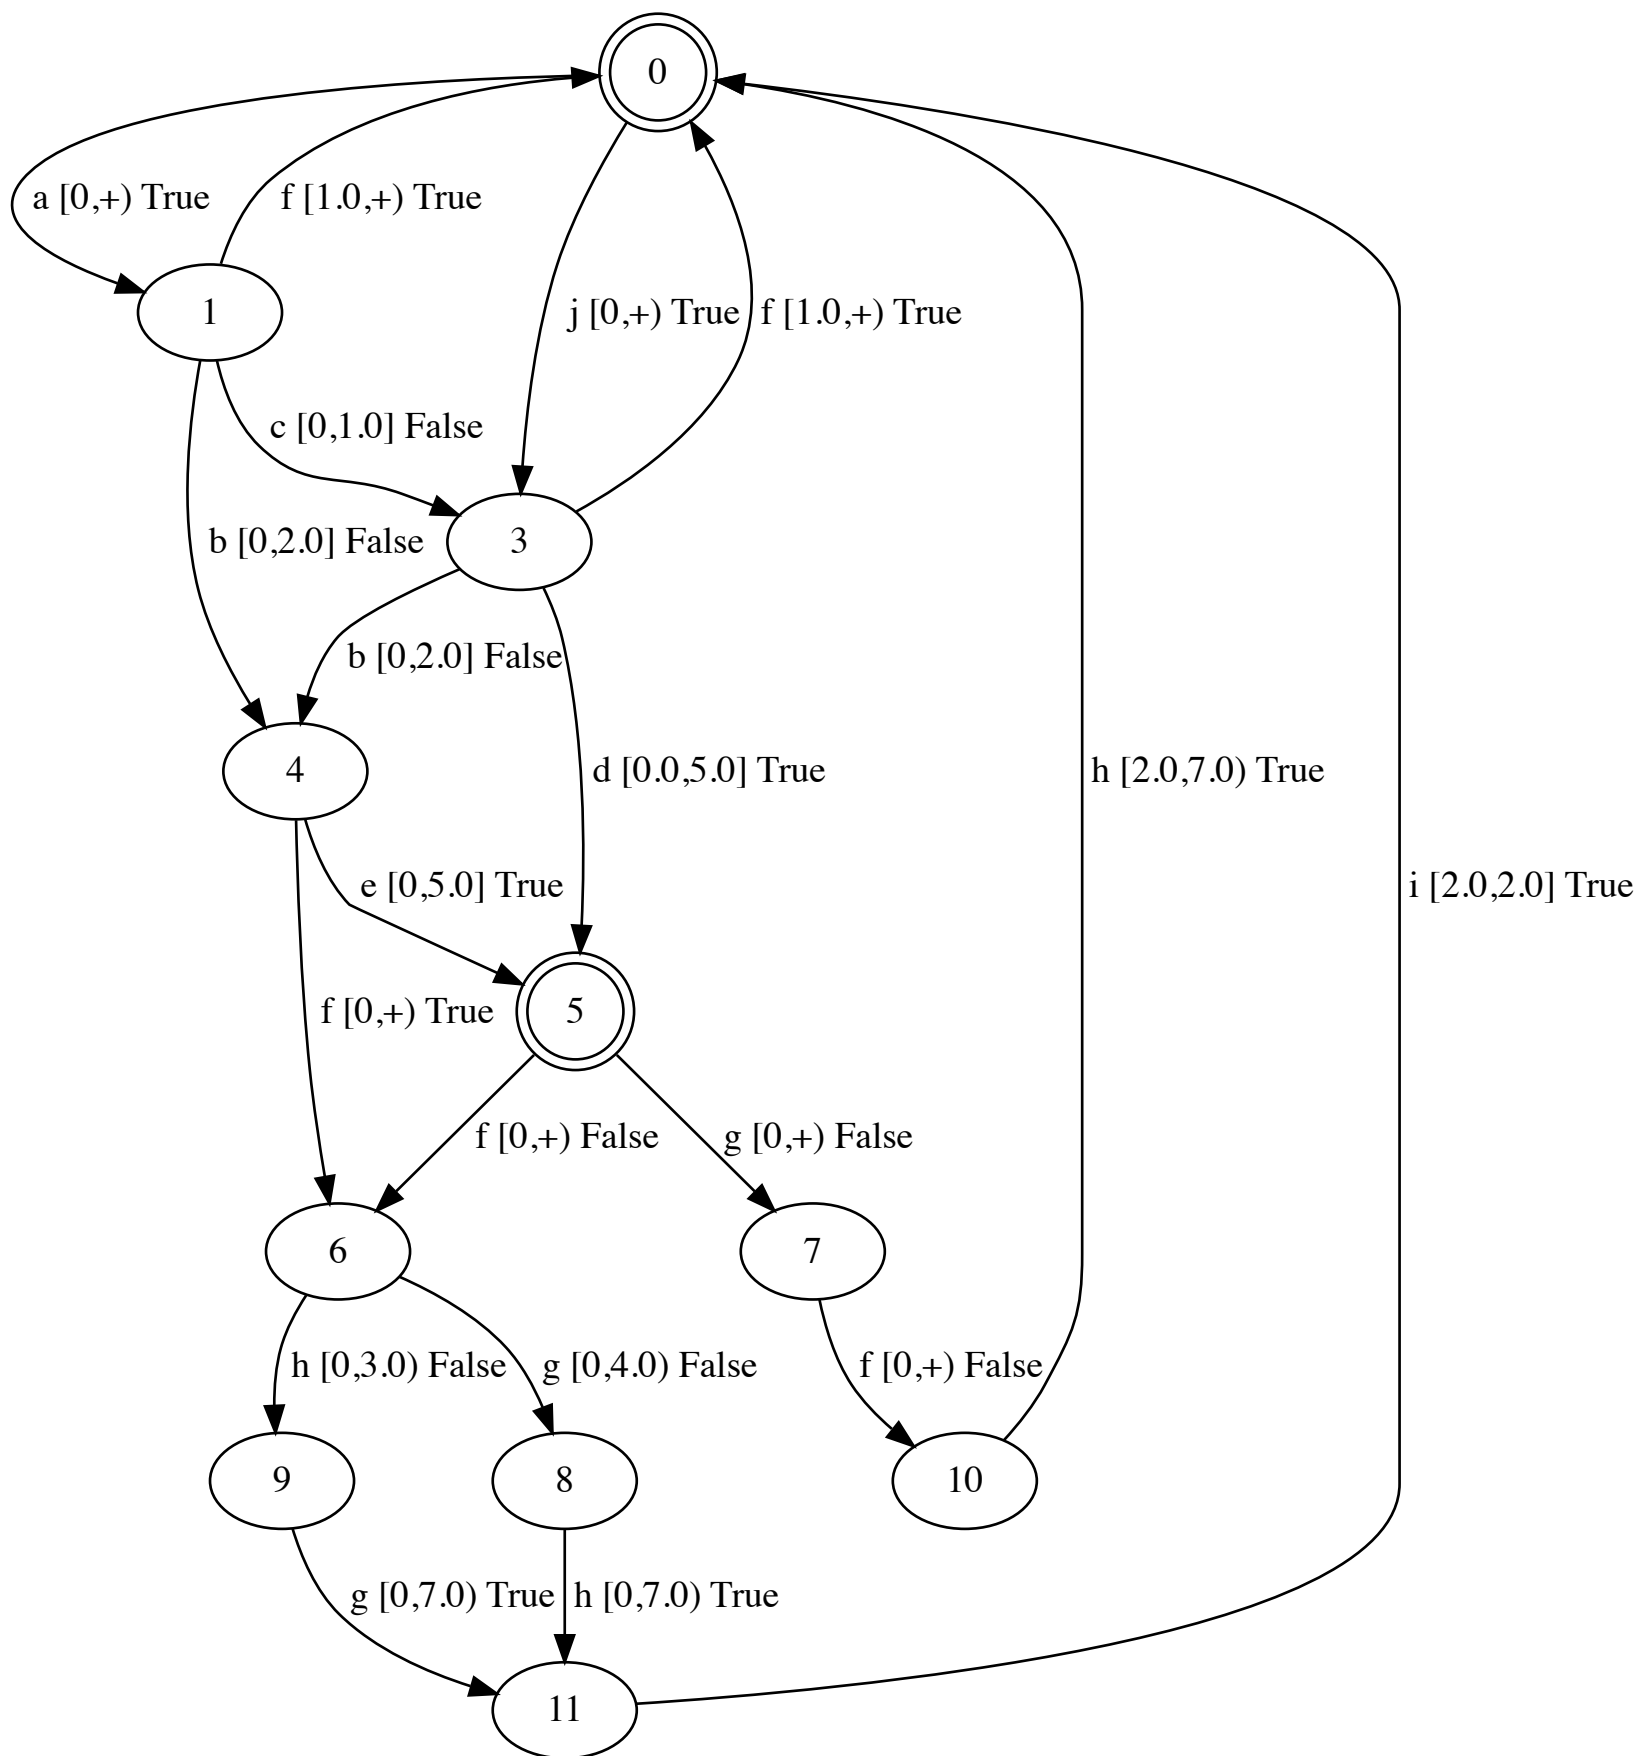 0
a [0,+) True
f [1.0,+) True
1
j [0,+) True
f [1.0,+) True
c [0,1.0] False
b [0,2.0] False
3
b [0,2.0] False
4
d [0.0,5.0] True
h [2.0,7.0) True
e [0,5.0] True
i [2.0,2.0] True
f [0,+) True
5
f [0,+) False
g [0,+) False
6
7
h [0,3.0) False
g [0,4.0) False
f [0,+) False
9
8
10
g [0,7.0) True
h [0,7.0) True
11